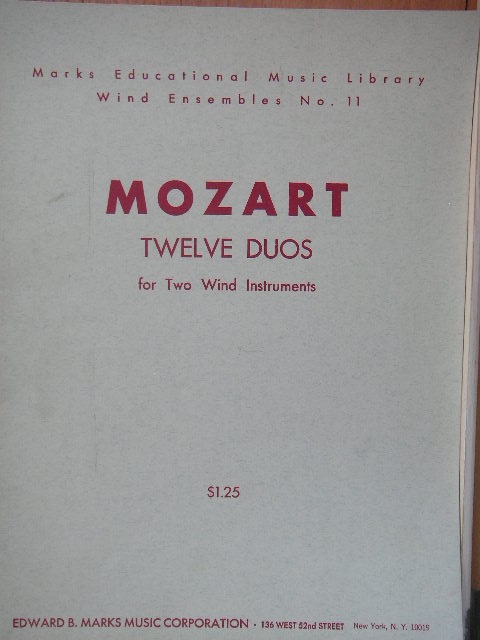 Marks Educational Music Library
Wind Ensembles No. 11
MOZART
TWELVE DUOS
for Two Wind Instruments
$1.25
EDWARD B. MARKS MUSIC CORPORATION • 136 WEST 52nd STREET New York, N. Y. 10019